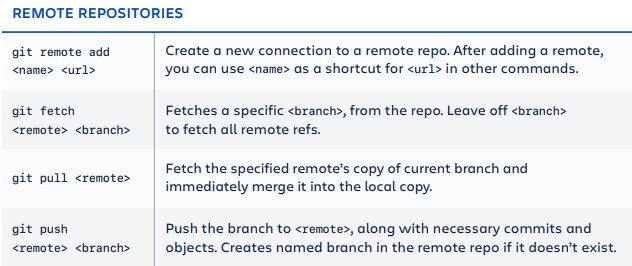 REMOTE REPOSITORIES
git remote add
<name> <url>
Create a new connection to a remote repo. After adding a remote,
you can use <name> as a shortcut for <url> in other commands.
git fetch
<remote> <branch>
Fetches a specific <branch>, from the repo. Leave off <branch>
to fetch all remote refs.
git pull <remote>
Fetch the specified remote’s copy of current branch and
immediately merge it into the local copy.
git push
<remote> <branch>
Push the branch to <remote>, along with necessary commits and
objects. Creates named branch in the remote repo if it doesn’t exist.